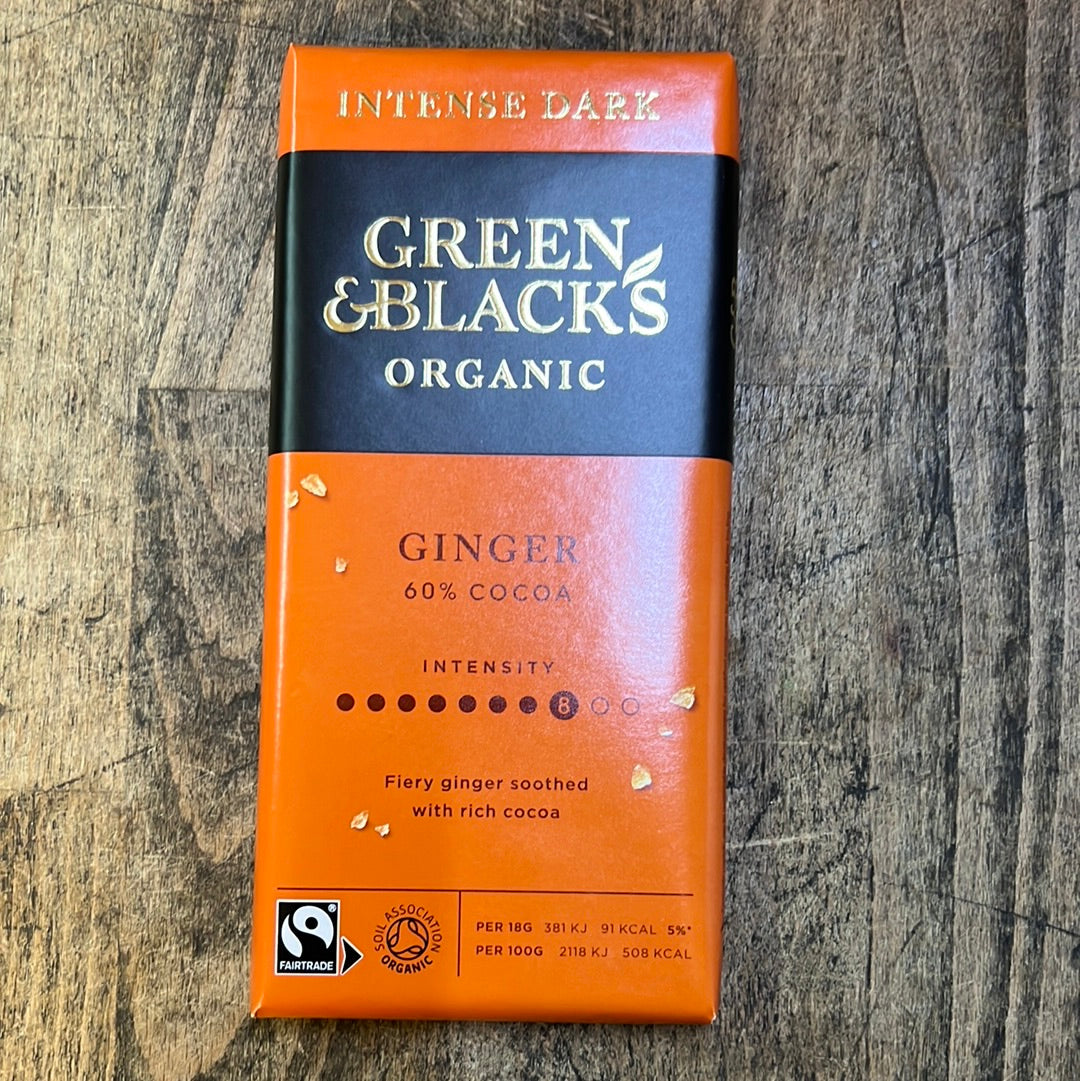 INTENSE DARK
GREEN
&BLACK'S
ORGANIC
GINGER
60% COCOA
INTENSITY
8
Fiery ginger soothed
with rich cocoa
FAIRTRADE
®
SOIL ASSOCIATION
ORGANIC
PER 18G 381 KJ 91 KCAL 5%*
PER 100G 2118 KJ 508 KCAL